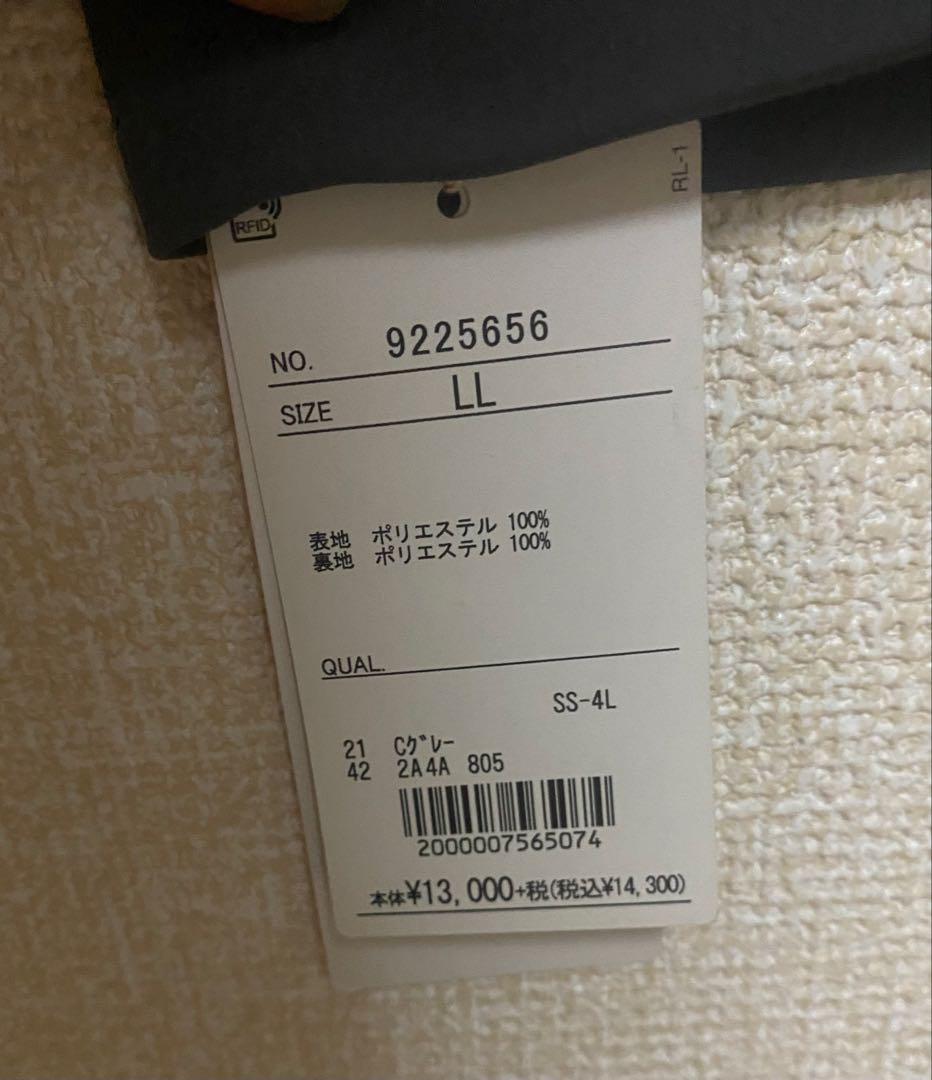 RFID
RL-1
NO. 9225656
SIZE LL
表地 ポリエステル 100%
裏地 ポリエステル 100%
QUAL.
SS-4L
21 Cグレー
42 2A4A 805
2000007565074
本体¥13,000+税(税込¥14,300)